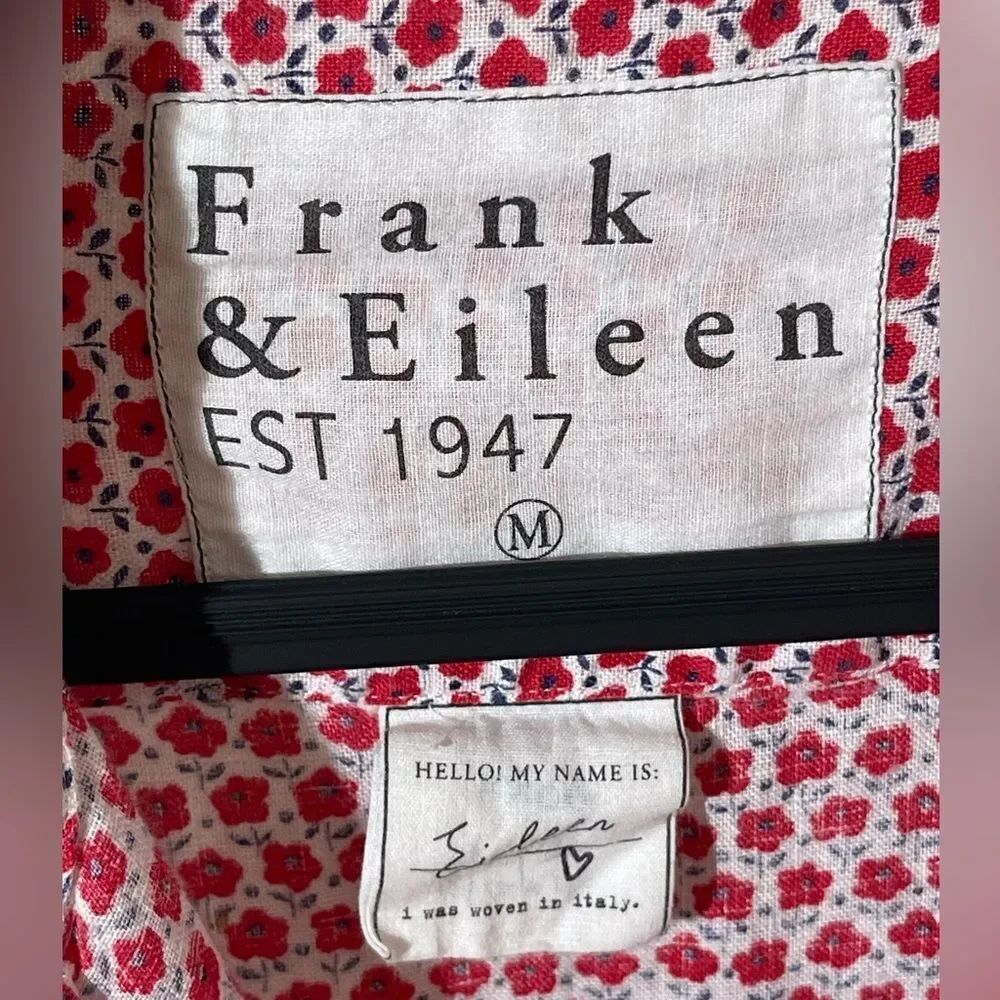 Frank
& Eileen
EST 1947
M
HELLO! MY NAME IS:
Eileen
i was woven in italy.